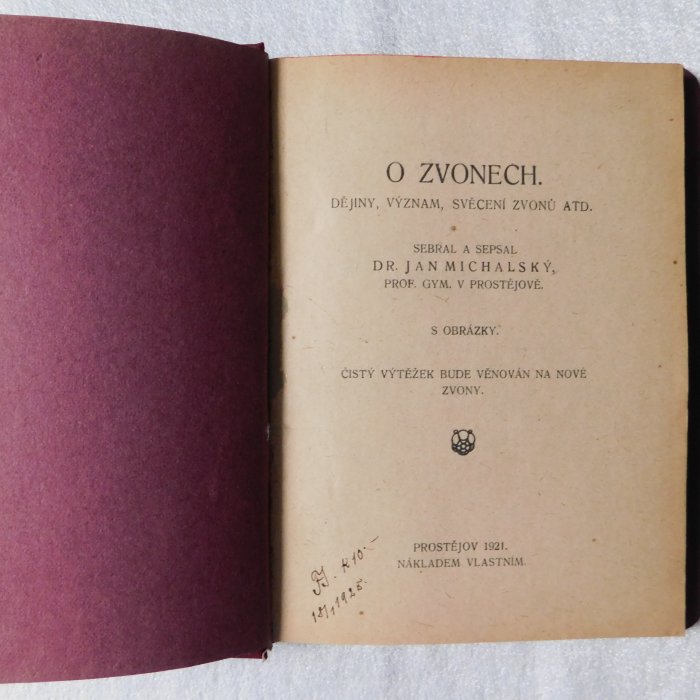 O ZVONECH.
DĚJINY, VÝZNAM, SVĚCENÍ ZVONŮ ATD.
SEBRAL A SEPSAL
DR. JAN MICHALSKÝ,
PROF. GYM. V PROSTĚJOVĚ.
S OBRÁZKY.
ČISTÝ VÝTĚŽEK BUDE VĚNOVÁN NA NOVÉ
ZVONY.
PROSTĚJOV 1921.
NÁKLADEM VLASTNÍM.
K 10.–